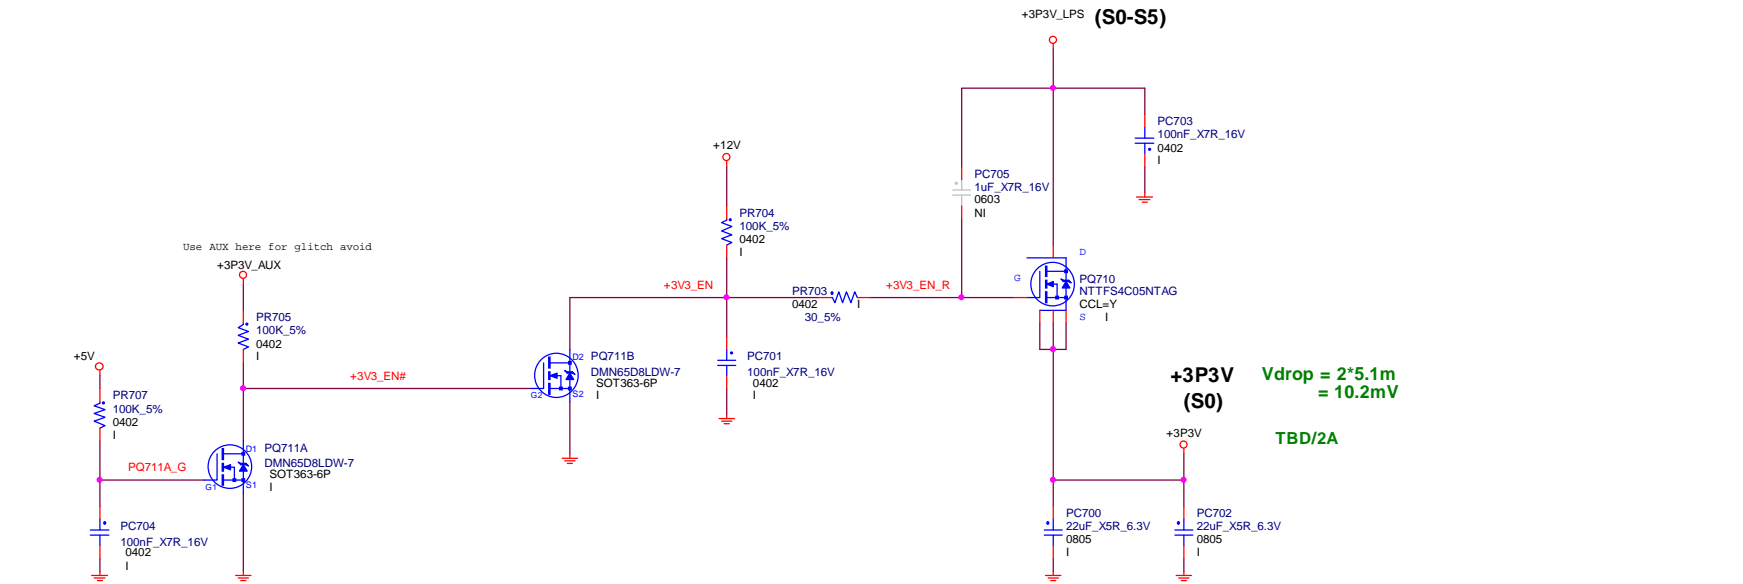 +3P3V_LPS (S0-S5)
PC703
100nF_X7R_16V
0402
I
+12V
PC705
1uF_X7R_16V
0603
NI
PR704
100K_5%
0402
I
Use AUX here for glitch avoid
+3P3V_AUX
D
G
PQ710
NTTFS4C05NTAG
CCL=Y
S I
+3V3_EN
PR703
0402 I
30_5%
+3V3_EN_R
PR705
100K_5%
0402
I
+5V
D2
PQ711B
DMN65D8LDW-7
SOT363-6P
I
G2
S2
PC701
100nF_X7R_16V
0402
I
+3V3_EN#
+3P3V
(S0)
Vdrop = 2*5.1m
= 10.2mV
PR707
100K_5%
0402
I
+3P3V
TBD/2A
D1
PQ711A
DMN65D8LDW-7
SOT363-6P
I
PQ711A_G
G1
S1
PC704
100nF_X7R_16V
0402
I
PC700
22uF_X5R_6.3V
0805
I
PC702
22uF_X5R_6.3V
0805
I